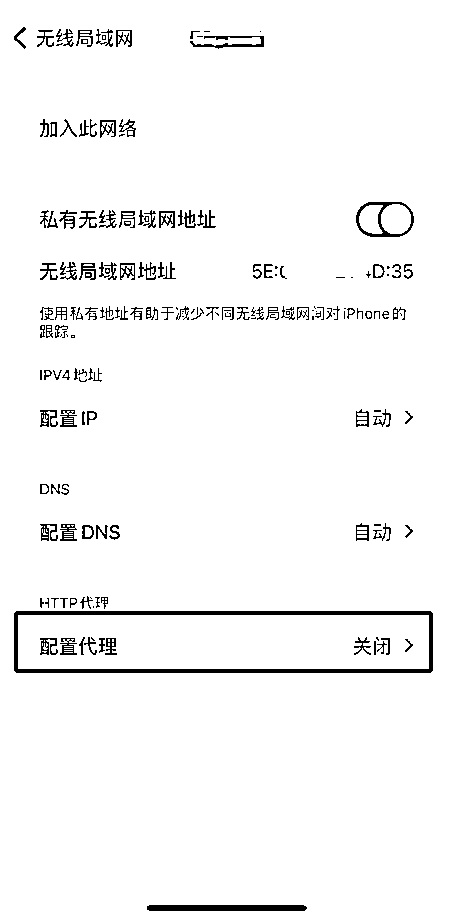 无线局域网
加入此网络
私有无线局域网地址
无线局域网地址 5E: D:35
使用私有地址有助于减少不同无线局域网间对 iPhone 的
跟踪。
IPV4 地址
配置 IP 自动
DNS
配置 DNS 自动
HTTP 代理
配置代理 关闭